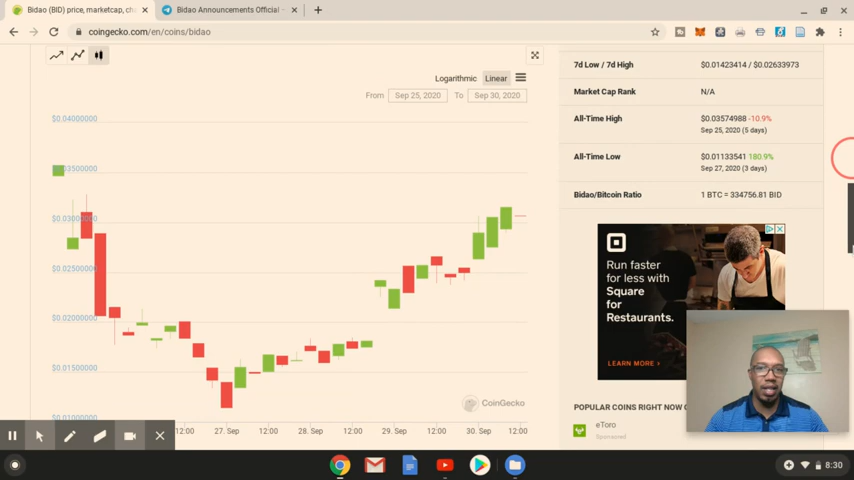 Bidao (BID) price, marketcap, ch
Bidao Announcements Official -
coingecko.com/en/coins/bidao
Logarithmic
Linear
From
Sep 25, 2020
To
Sep 30, 2020
$0.04000000
$0.03500000
$0.03000000
$0.02500000
$0.02000000
$0.01500000
$0.01000000
12:00
27. Sep
12:00
28. Sep
12:00
29. Sep
12:00
30. Sep
12:00
CoinGecko
7d Low / 7d High
$0.01423414 / $0.02633973
Market Cap Rank
N/A
All-Time High
$0.03574988 -10.9%
Sep 25, 2020 (5 days)
All-Time Low
$0.01133541 180.9%
Sep 27, 2020 (3 days)
Bidao/Bitcoin Ratio
1 BTC = 334756.81 BID
Run faster
for less with
Square
for
Restaurants.
LEARN MORE
POPULAR COINS RIGHT NOW
eToro
Sponsored
8:30